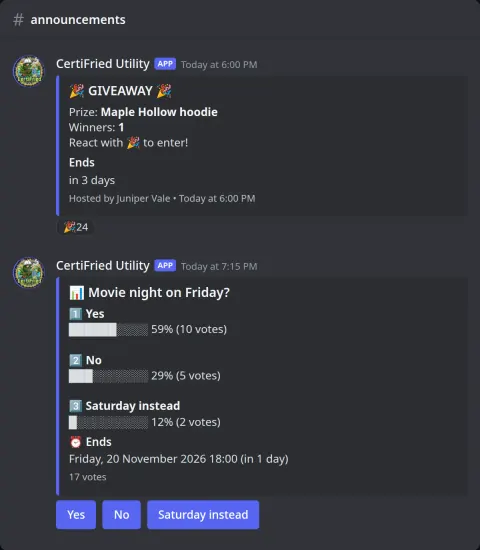 # announcements
CertiFried Utility APP Today at 6:00 PM
🎉 GIVEAWAY 🎉
Prize: Maple Hollow hoodie
Winners: 1
React with 🎉 to enter!
Ends
in 3 days
Hosted by Juniper Vale • Today at 6:00 PM
🎉24
CertiFried Utility APP Today at 7:15 PM
📊 Movie night on Friday?
1️⃣ Yes
██████░░░░ 59% (10 votes)
2️⃣ No
███░░░░░░░ 29% (5 votes)
3️⃣ Saturday instead
█░░░░░░░░░ 12% (2 votes)
⏰ Ends
Friday, 20 November 2026 18:00 (in 1 day)
17 votes
Yes No Saturday instead